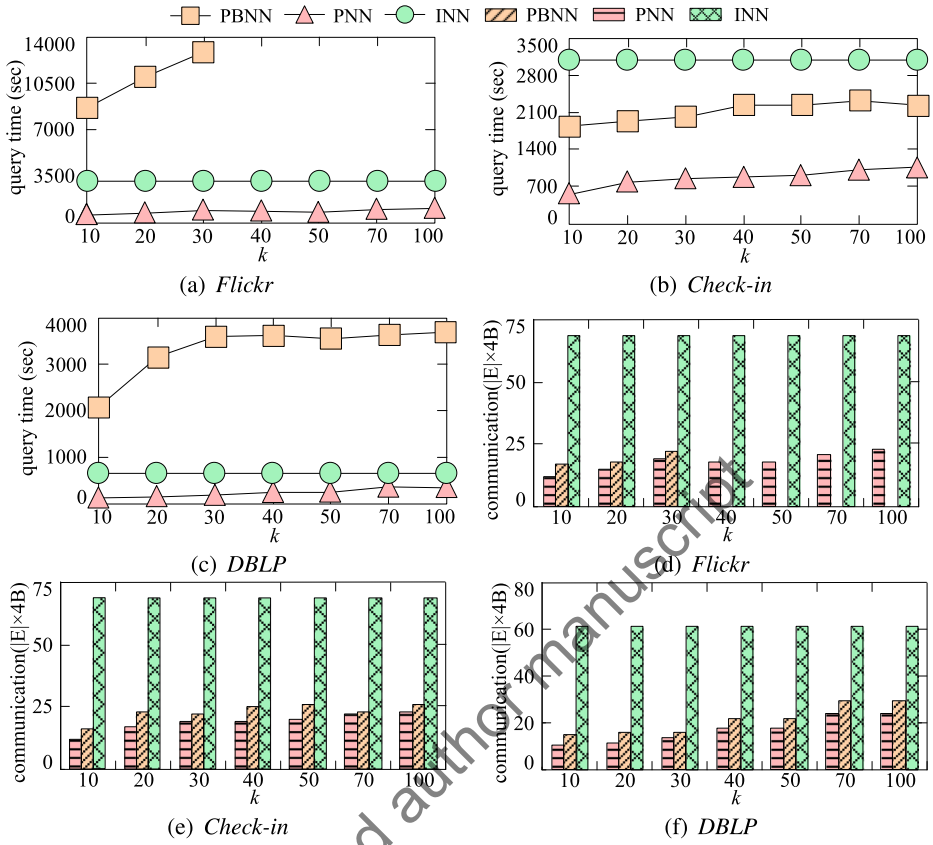 PBNN PNN INN PBNN PNN INN
query time (sec)
14000
10500
7000
3500
0
10 20 30 40 50 70 100
k
(a) Flickr
query time (sec)
3500
2800
2100
1400
700
0
10 20 30 40 50 70 100
k
(b) Check-in
query time (sec)
4000
3000
2000
1000
0
10 20 30 40 50 70 100
k
(c) DBLP
communication(|E|×4B)
75
50
25
0
10 20 30 40 50 70 100
k
(d) Flickr
communication(|E|×4B)
75
50
25
0
10 20 30 40 50 70 100
k
(e) Check-in
communication(|E|×4B)
80
60
40
20
0
10 20 30 40 50 70 100
k
(f) DBLP
d author manuscript